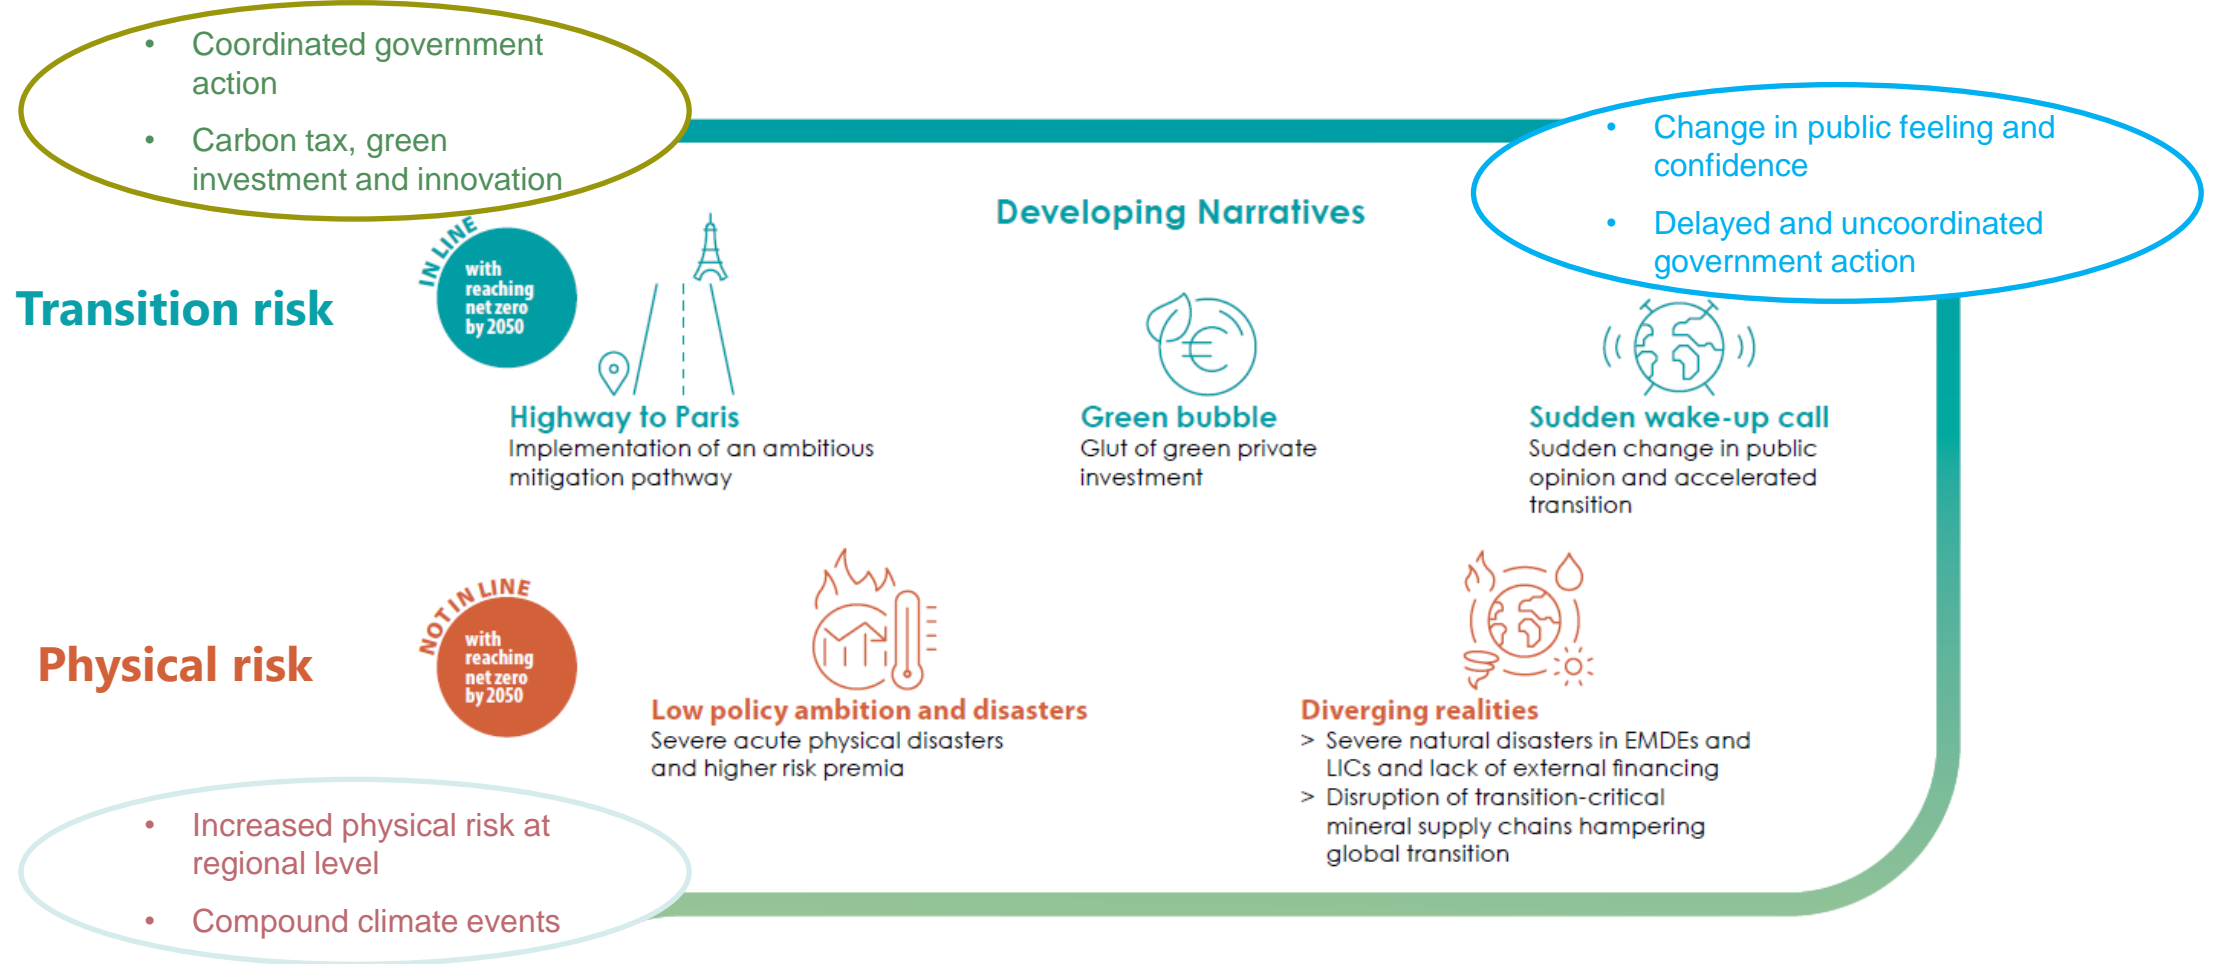 • Coordinated government
action
• Carbon tax, green
investment and innovation
• Change in public feeling and
confidence
• Delayed and uncoordinated
government action
Developing Narratives
Transition risk
IN LINE
with
reaching
net zero
by 2050
Highway to Paris
Implementation of an ambitious
mitigation pathway
Green bubble
Glut of green private
investment
Sudden wake-up call
Sudden change in public
opinion and accelerated
transition
Physical risk
NOT IN LINE
with
reaching
net zero
by 2050
Low policy ambition and disasters
Severe acute physical disasters
and higher risk premia
Diverging realities
> Severe natural disasters in EMDEs and
LICs and lack of external financing
> Disruption of transition-critical
mineral supply chains hampering
global transition
• Increased physical risk at
regional level
• Compound climate events